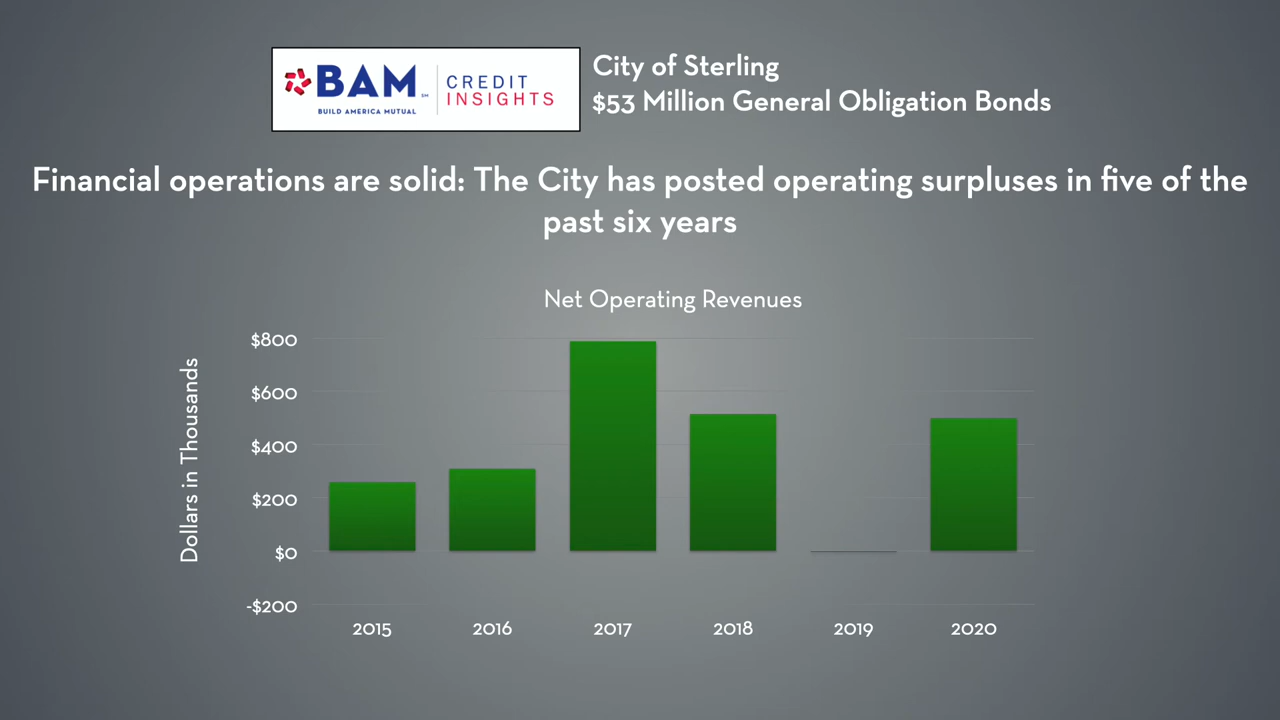 BAM SM
BUILD AMERICA MUTUAL
CREDIT
INSIGHTS
City of Sterling
$53 Million General Obligation Bonds
Financial operations are solid: The City has posted operating surpluses in five of the
past six years
Net Operating Revenues
Dollars in Thousands
$800
$600
$400
$200
$0
-$200
2015 2016 2017 2018 2019 2020